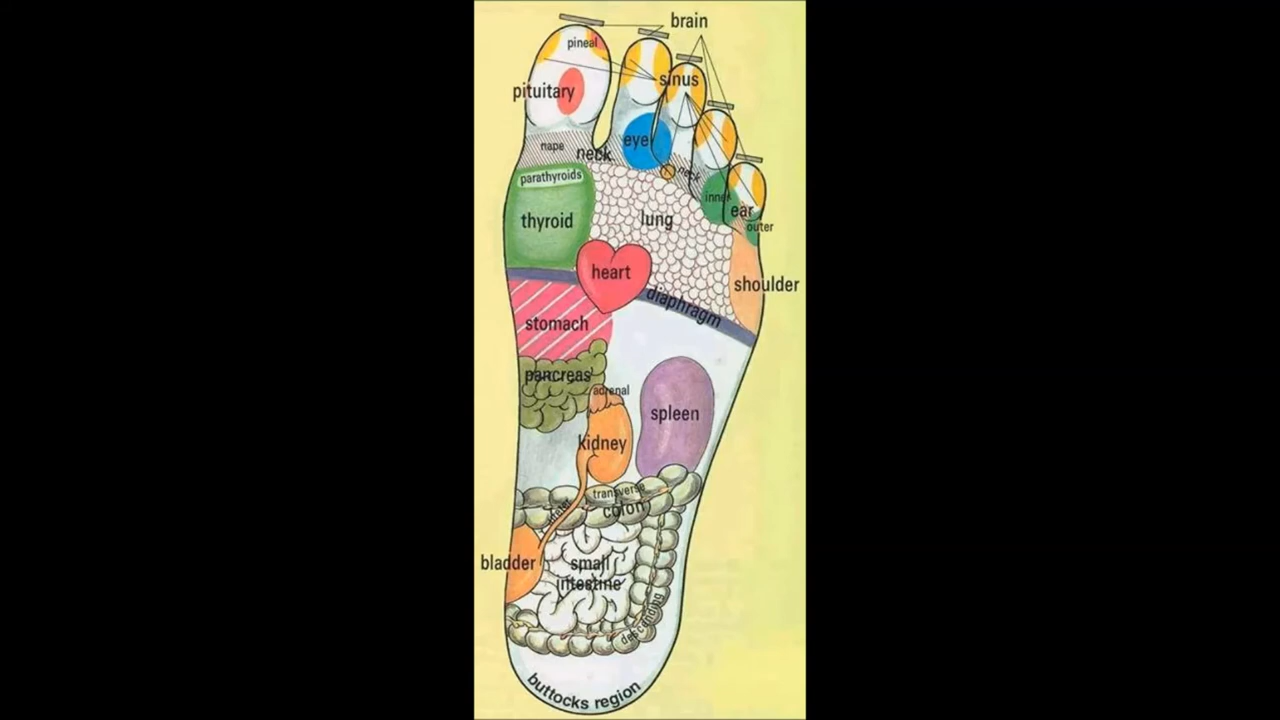 brain
pineal
sinus
pituitary
eye
nape
neck
neck
parathyroids
inner
ear
thyroid
lung
outer
heart
shoulder
diaphragm
stomach
pancreas
adrenal
spleen
kidney
transverse
colon
bladder
small
intestine
descending
buttocks region